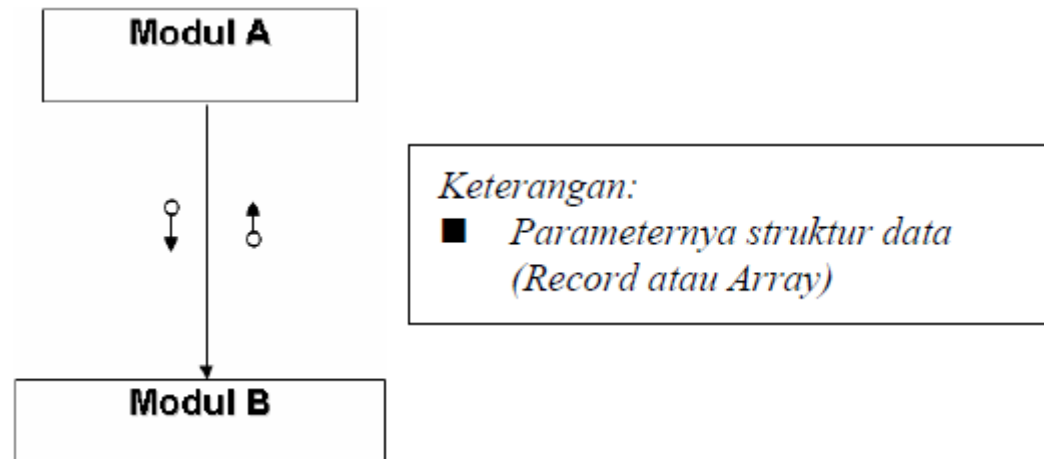 Modul A
Keterangan:
■ Parameternya struktur data
(Record atau Array)
Modul B